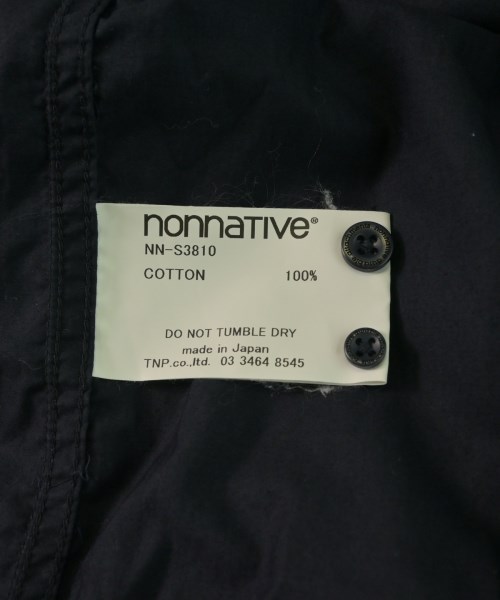 nonnative®
NN-S3810
COTTON 100%
DO NOT TUMBLE DRY
made in Japan
TNP.co.,ltd. 03 3464 8545